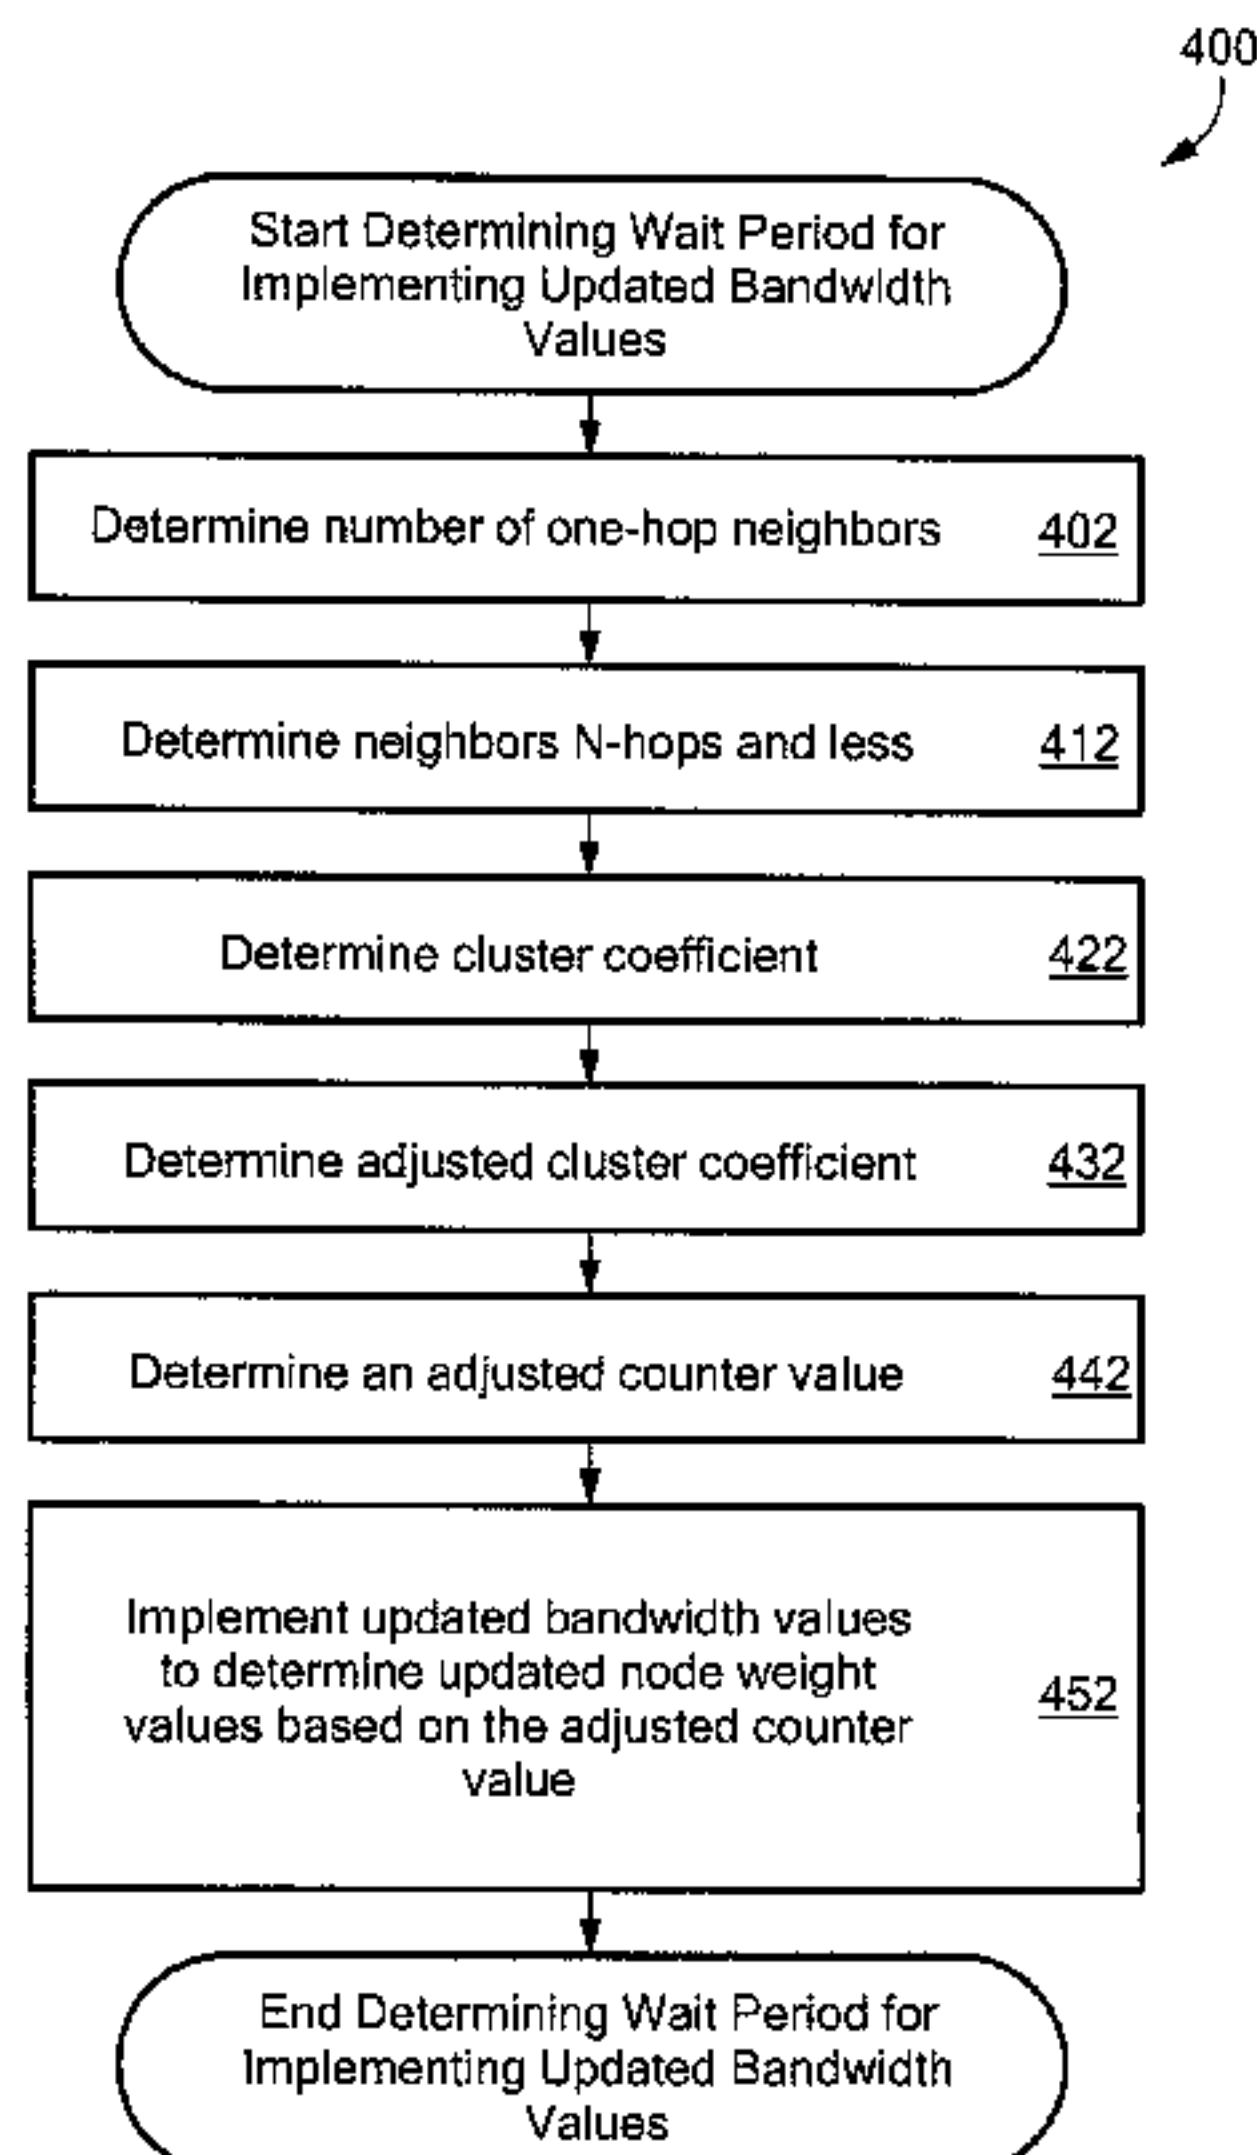 400
Start Determining Wait Period for
Implementing Updated Bandwidth
Values
Determine number of one-hop neighbors 402
Determine neighbors N-hops and less 412
Determine cluster coefficient 422
Determine adjusted cluster coefficient 432
Determine an adjusted counter value 442
Implement updated bandwidth values
to determine updated node weight
values based on the adjusted counter
value
452
End Determining Wait Period for
Implementing Updated Bandwidth
Values